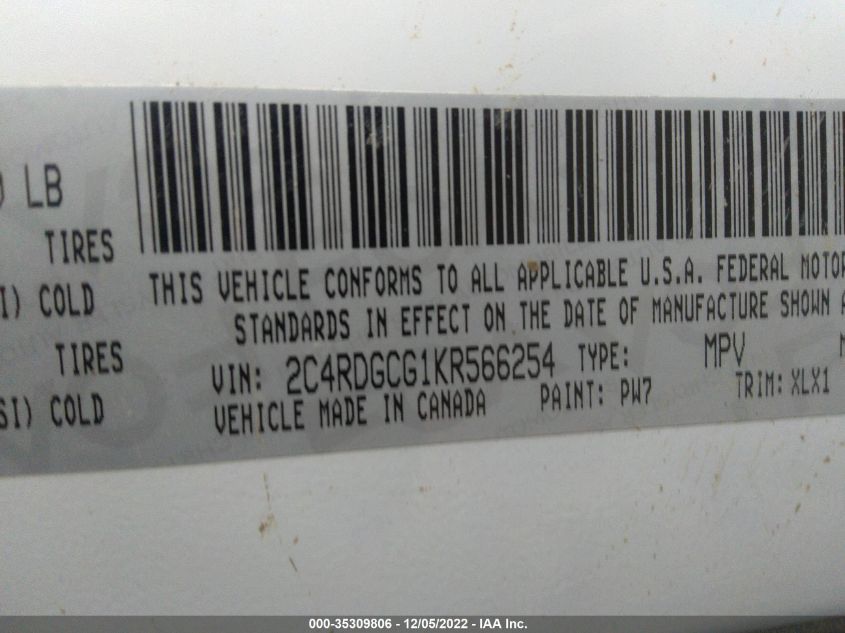 LB
TIRES
COLD
TIRES
COLD
THIS VEHICLE CONFORMS TO ALL APPLICABLE U.S.A. FEDERAL MOTOR
STANDARDS IN EFFECT ON THE DATE OF MANUFACTURE SHOWN
VIN: 2C4RDGCG1KR566254 TYPE: MPV
VEHICLE MADE IN CANADA PAINT: PW7 TRIM: XLX1
000-35309806 - 12/05/2022 - IAA Inc.